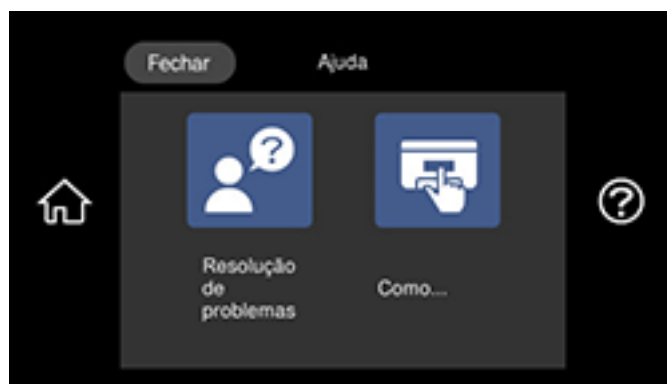 Fechar
Ajuda
Resolução
de
problemas
Como...